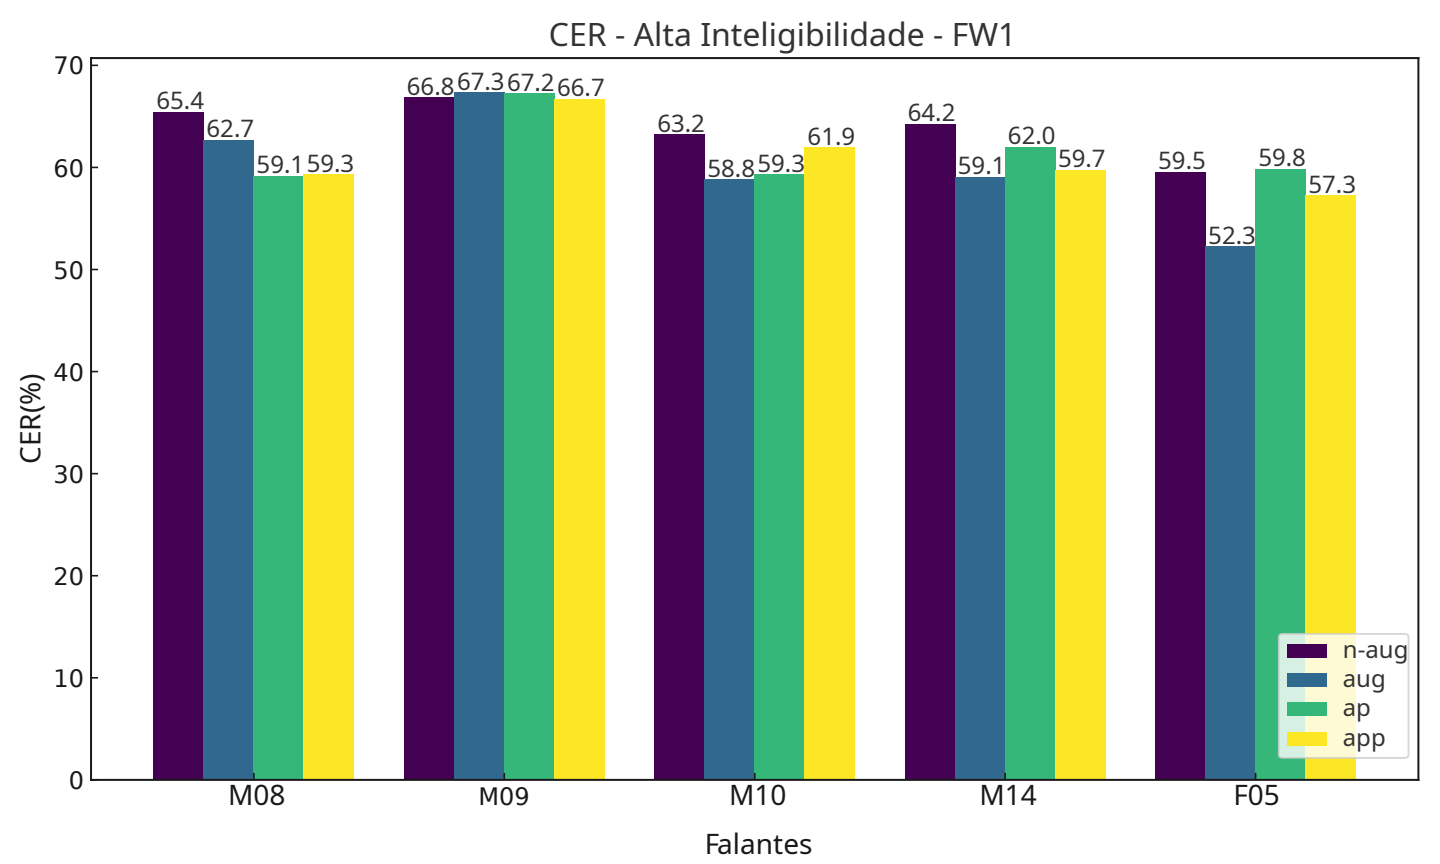 CER - Alta Inteligibilidade - FW1
70
60
50
40
30
20
10
0
CER(%)
65.4 62.7 59.1 59.3
66.8 67.3 67.2 66.7
63.2 58.8 59.3 61.9
64.2 59.1 62.0 59.7
59.5 52.3 59.8 57.3
n-aug
aug
ap
app
M08 M09 M10 M14 F05
Falantes